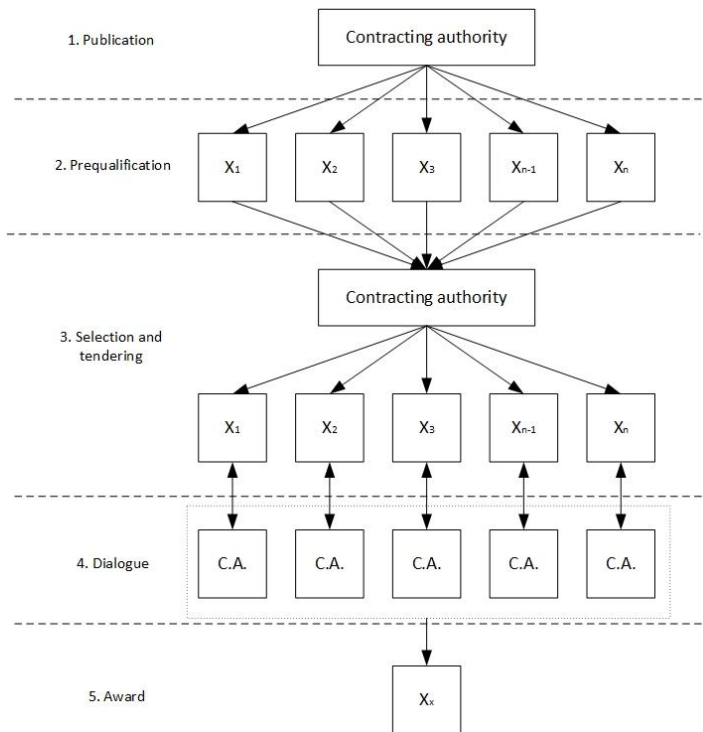 1. Publication
Contracting authority
2. Prequalification
X1
X2
X3
Xn-1
Xn
Contracting authority
3. Selection and
tendering
X1
X2
X3
Xn-1
Xn
4. Dialogue
C.A.
C.A.
C.A.
C.A.
C.A.
5. Award
Xx